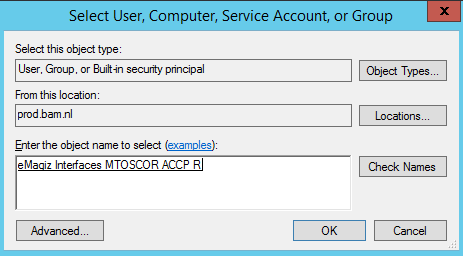 Select User, Computer, Service Account, or Group
x
Select this object type:
User, Group, or Built-in security principal
Object Types...
From this location:
prod.bam.nl
Locations...
Enter the object name to select (examples):
eMagiz Interfaces MTOSCOR ACCP R
Check Names
Advanced...
OK
Cancel